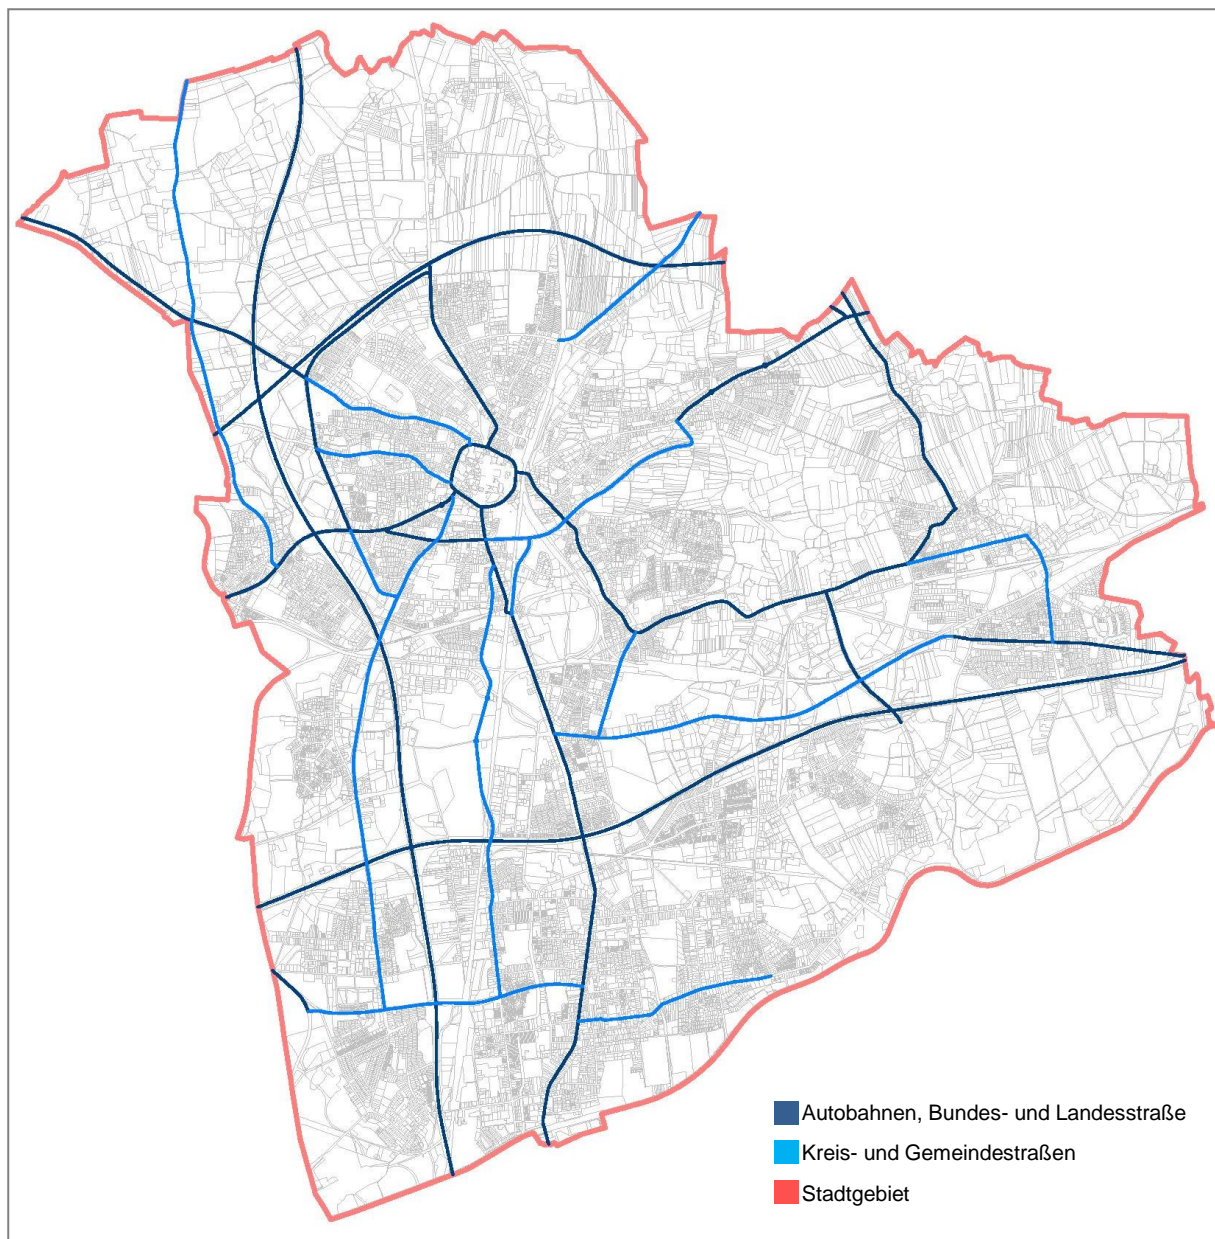 Autobahnen, Bundes- und Landesstraße
Kreis- und Gemeindestraßen
Stadtgebiet